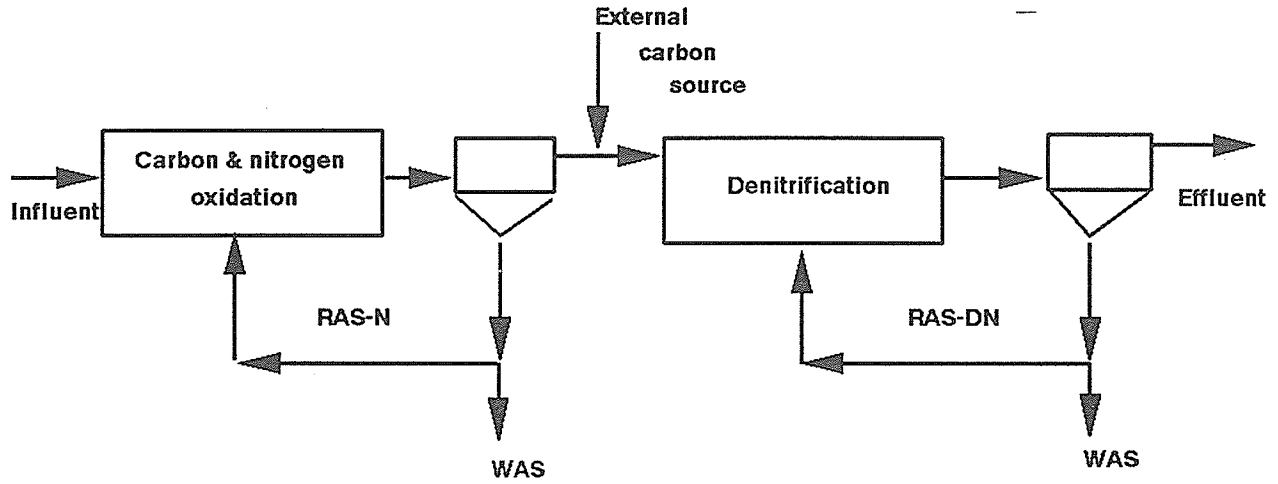 External
carbon
source
Carbon & nitrogen
oxidation
Denitrification
Influent
Effluent
RAS-N
RAS-DN
WAS
WAS